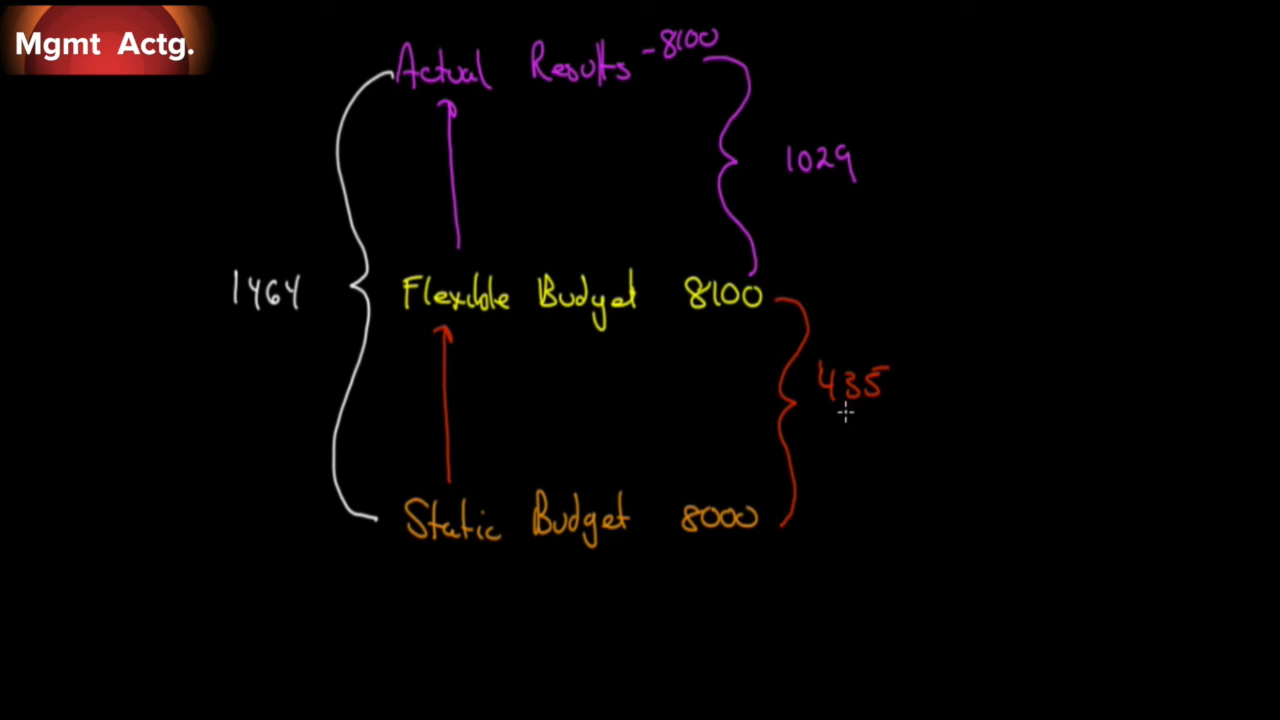 Mgmt Actg.
Actual Results - 8100
1029
1464
Flexible Budget 8100
435
Static Budget 8000